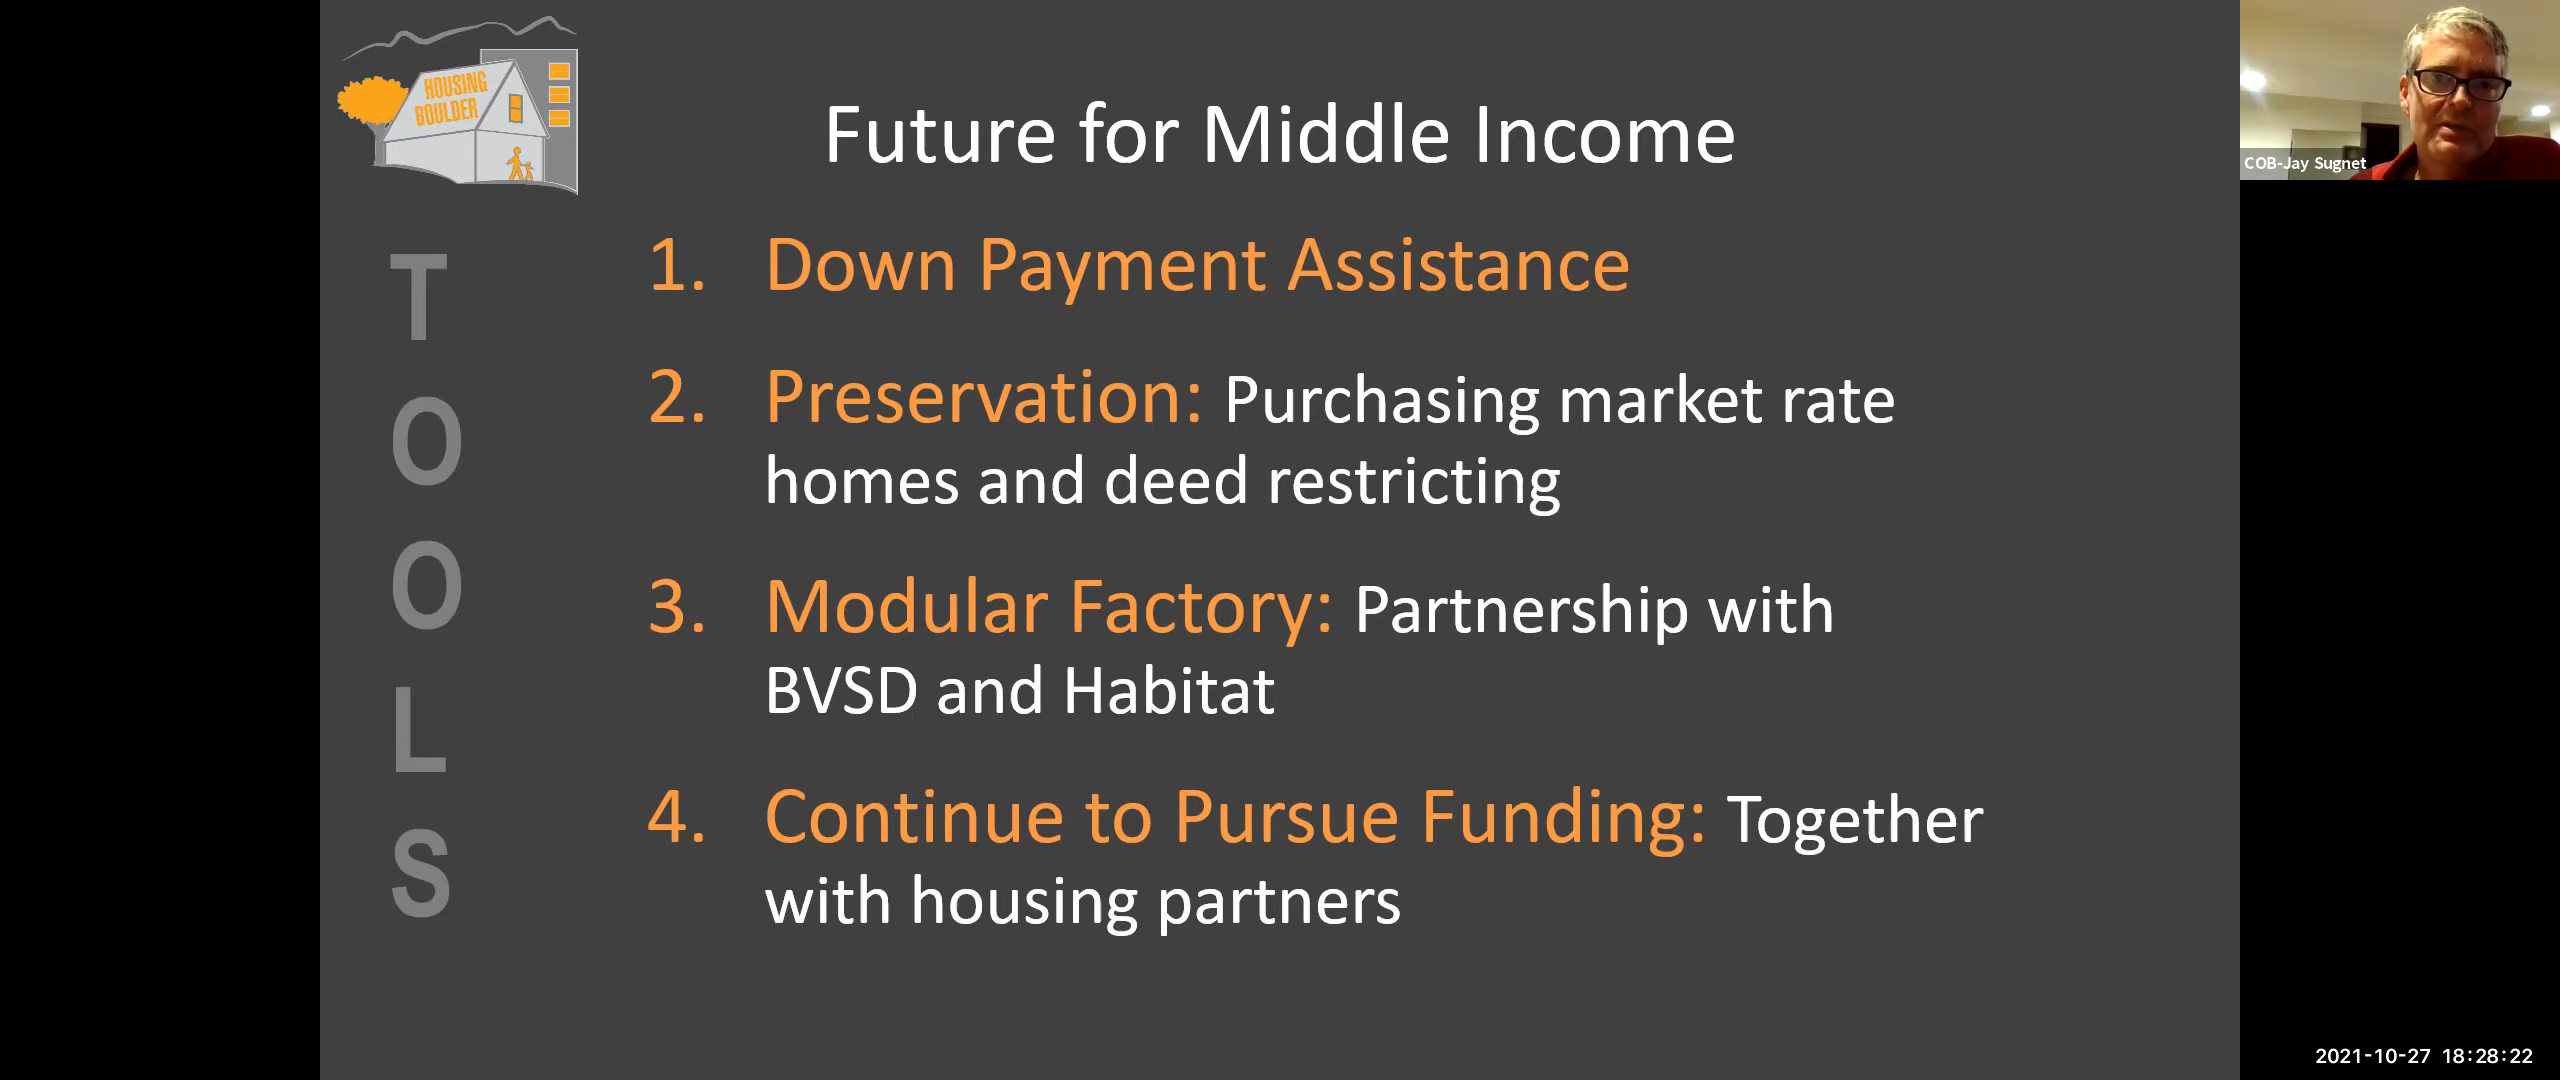 HOUSING
BOULDER
Future for Middle Income
TOOLS
1. Down Payment Assistance
2. Preservation: Purchasing market rate
homes and deed restricting
3. Modular Factory: Partnership with
BVSD and Habitat
4. Continue to Pursue Funding: Together
with housing partners
COB-Jay Sugnet
2021-10-27 18:28:22